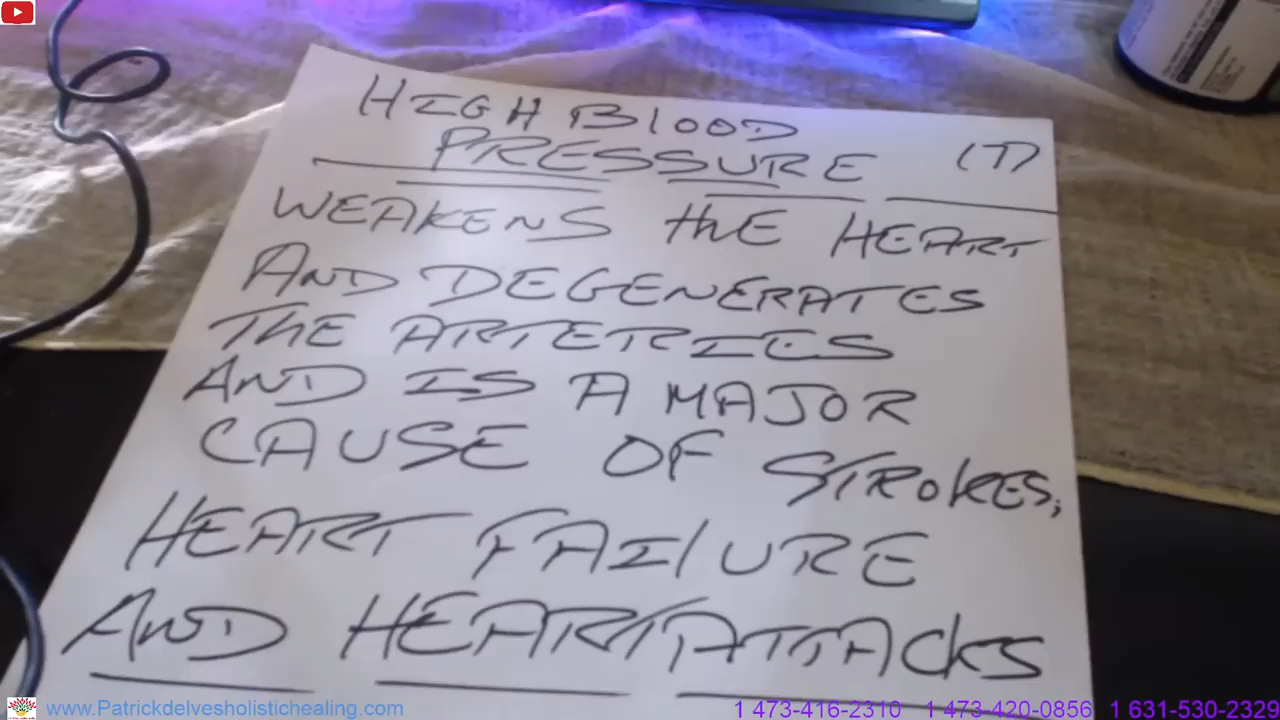 HIGH BLOOD
PRESSURE (T)
WEAKENS thE HEART
AND DEGENERATES
THE ARTERIES
AND IS A MAJOR
CAUSE OF STROKES,
HEART FAILURE
AND HEART ATTACKS
www.Patrickdelvesholistichealing.com 1 473-416-2310 1 473-420-0856 1 631-530-2329